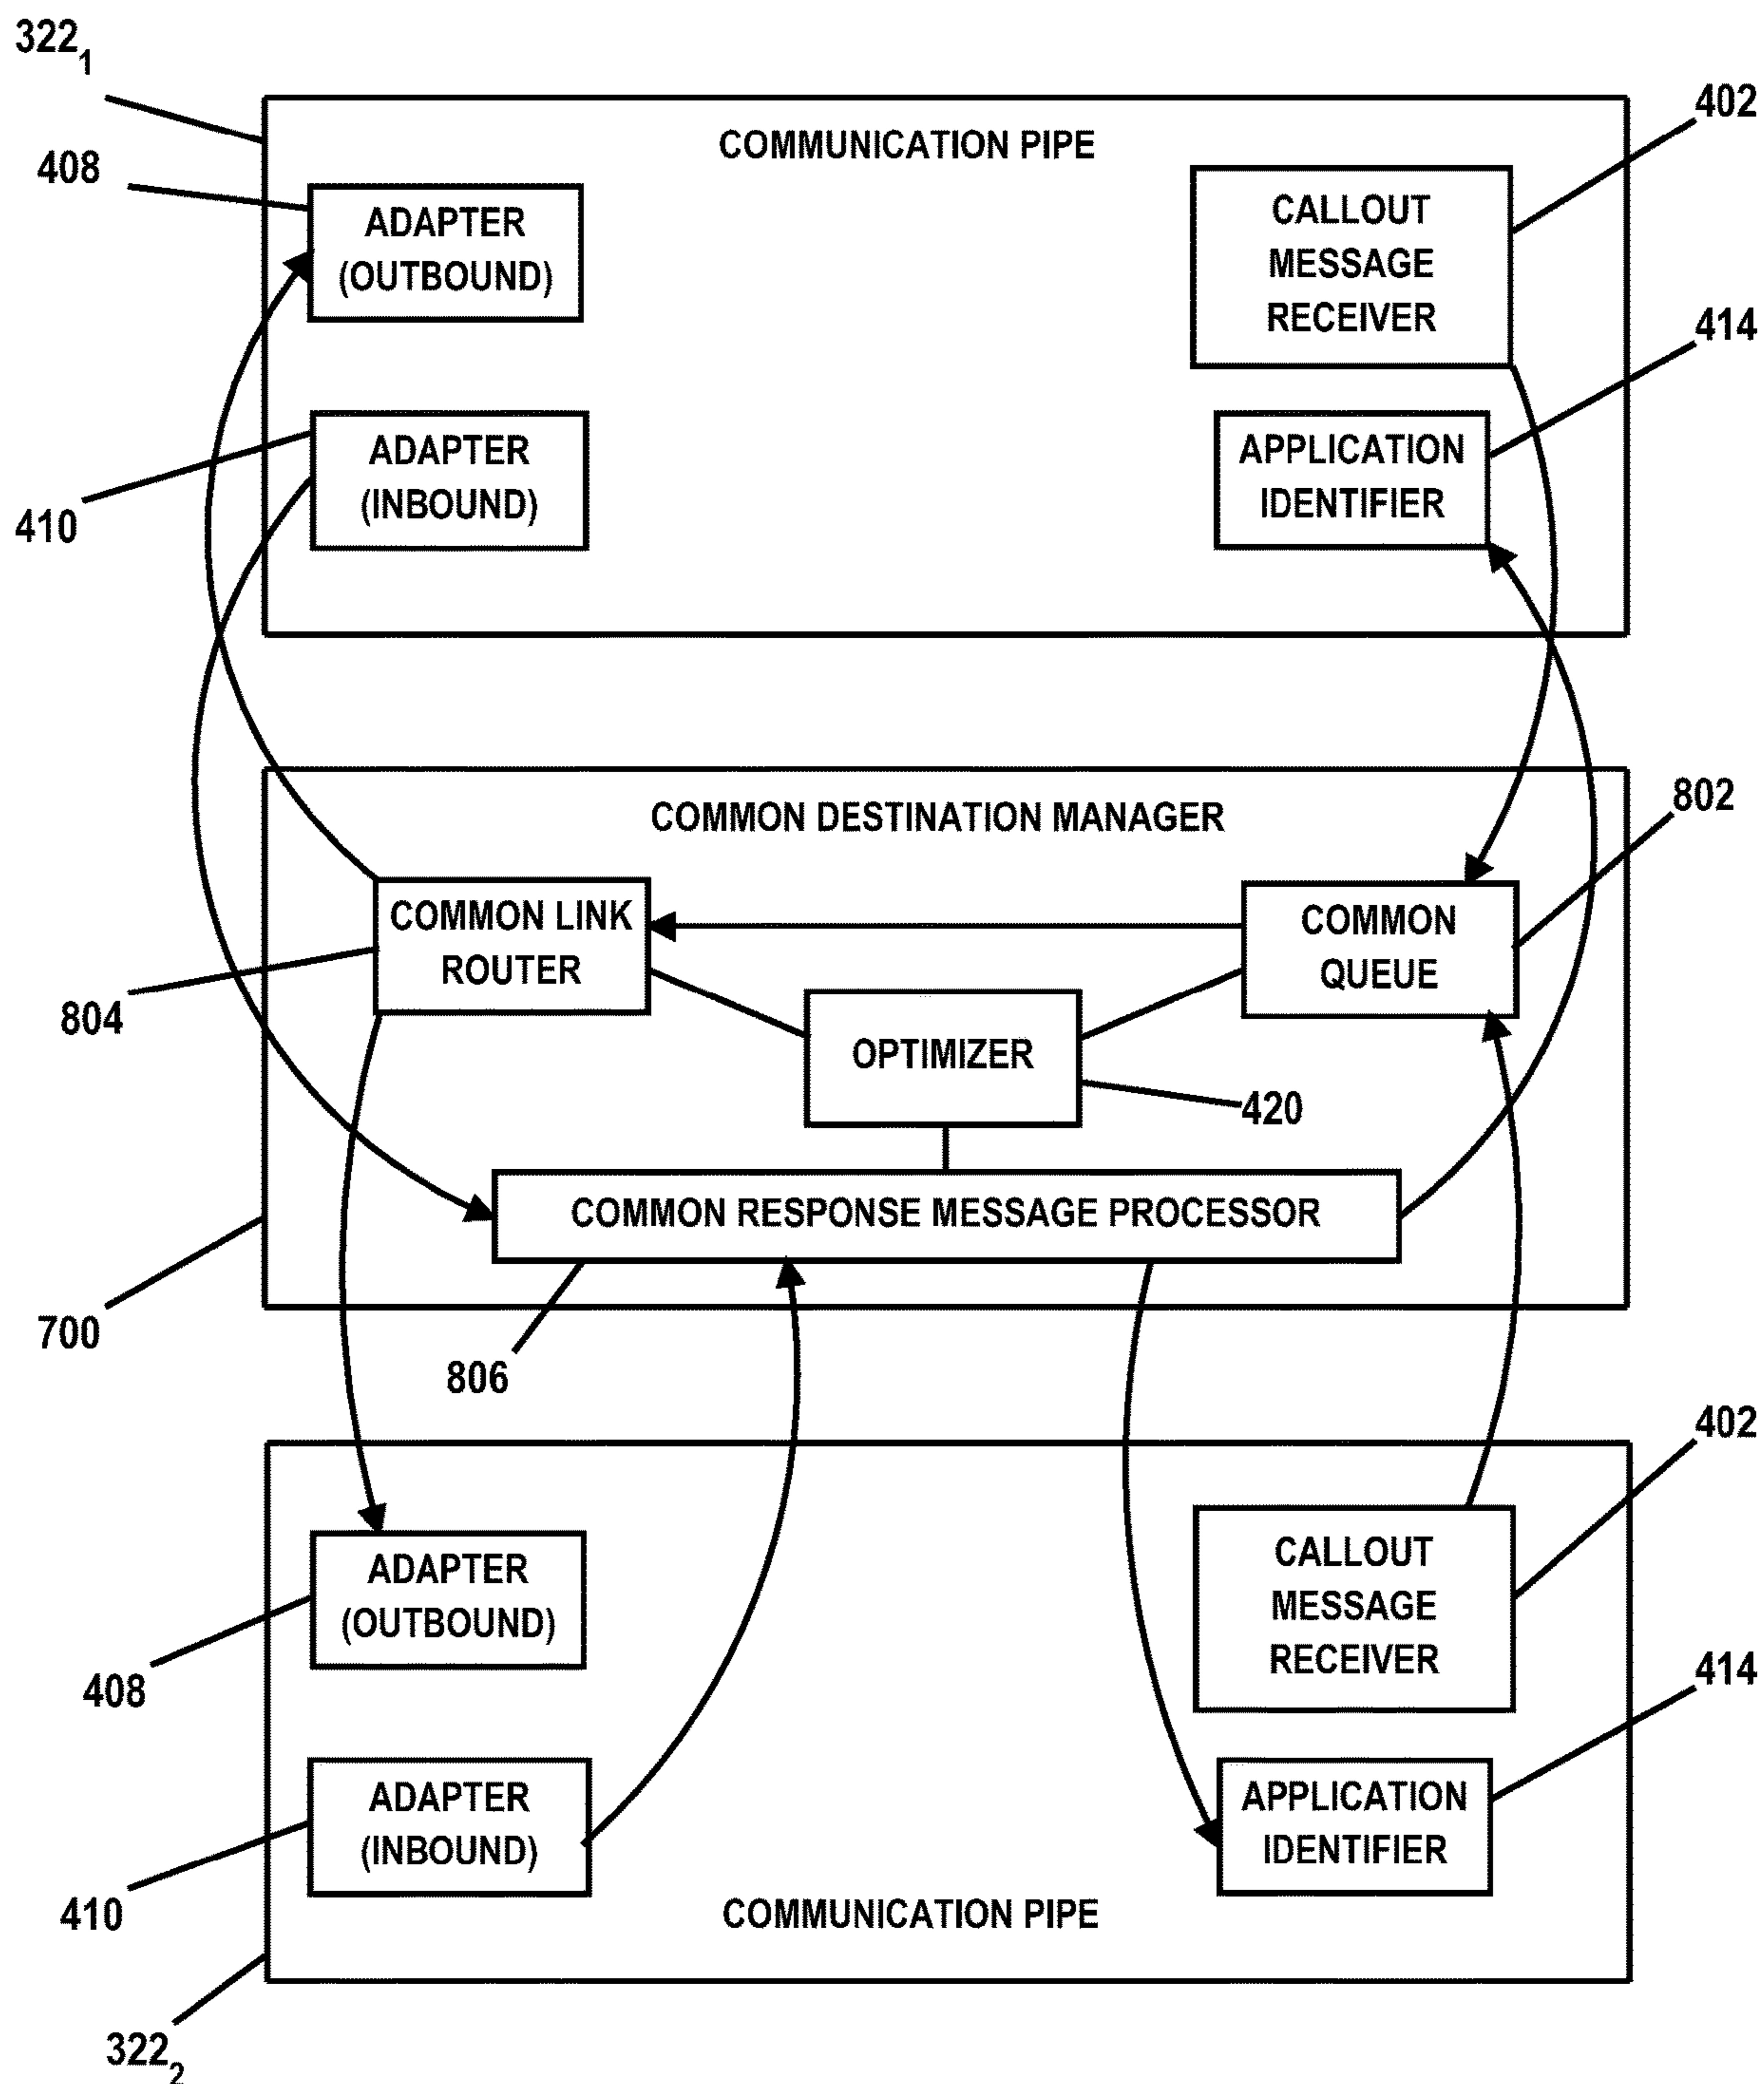 322₁
COMMUNICATION PIPE
402
408
ADAPTER
(OUTBOUND)
CALLOUT
MESSAGE
RECEIVER
414
ADAPTER
(INBOUND)
APPLICATION
IDENTIFIER
410
COMMON DESTINATION MANAGER
802
COMMON LINK
ROUTER
COMMON
QUEUE
804
OPTIMIZER
420
COMMON RESPONSE MESSAGE PROCESSOR
700
806
402
ADAPTER
(OUTBOUND)
CALLOUT
MESSAGE
RECEIVER
408
414
ADAPTER
(INBOUND)
APPLICATION
IDENTIFIER
410
COMMUNICATION PIPE
322₂